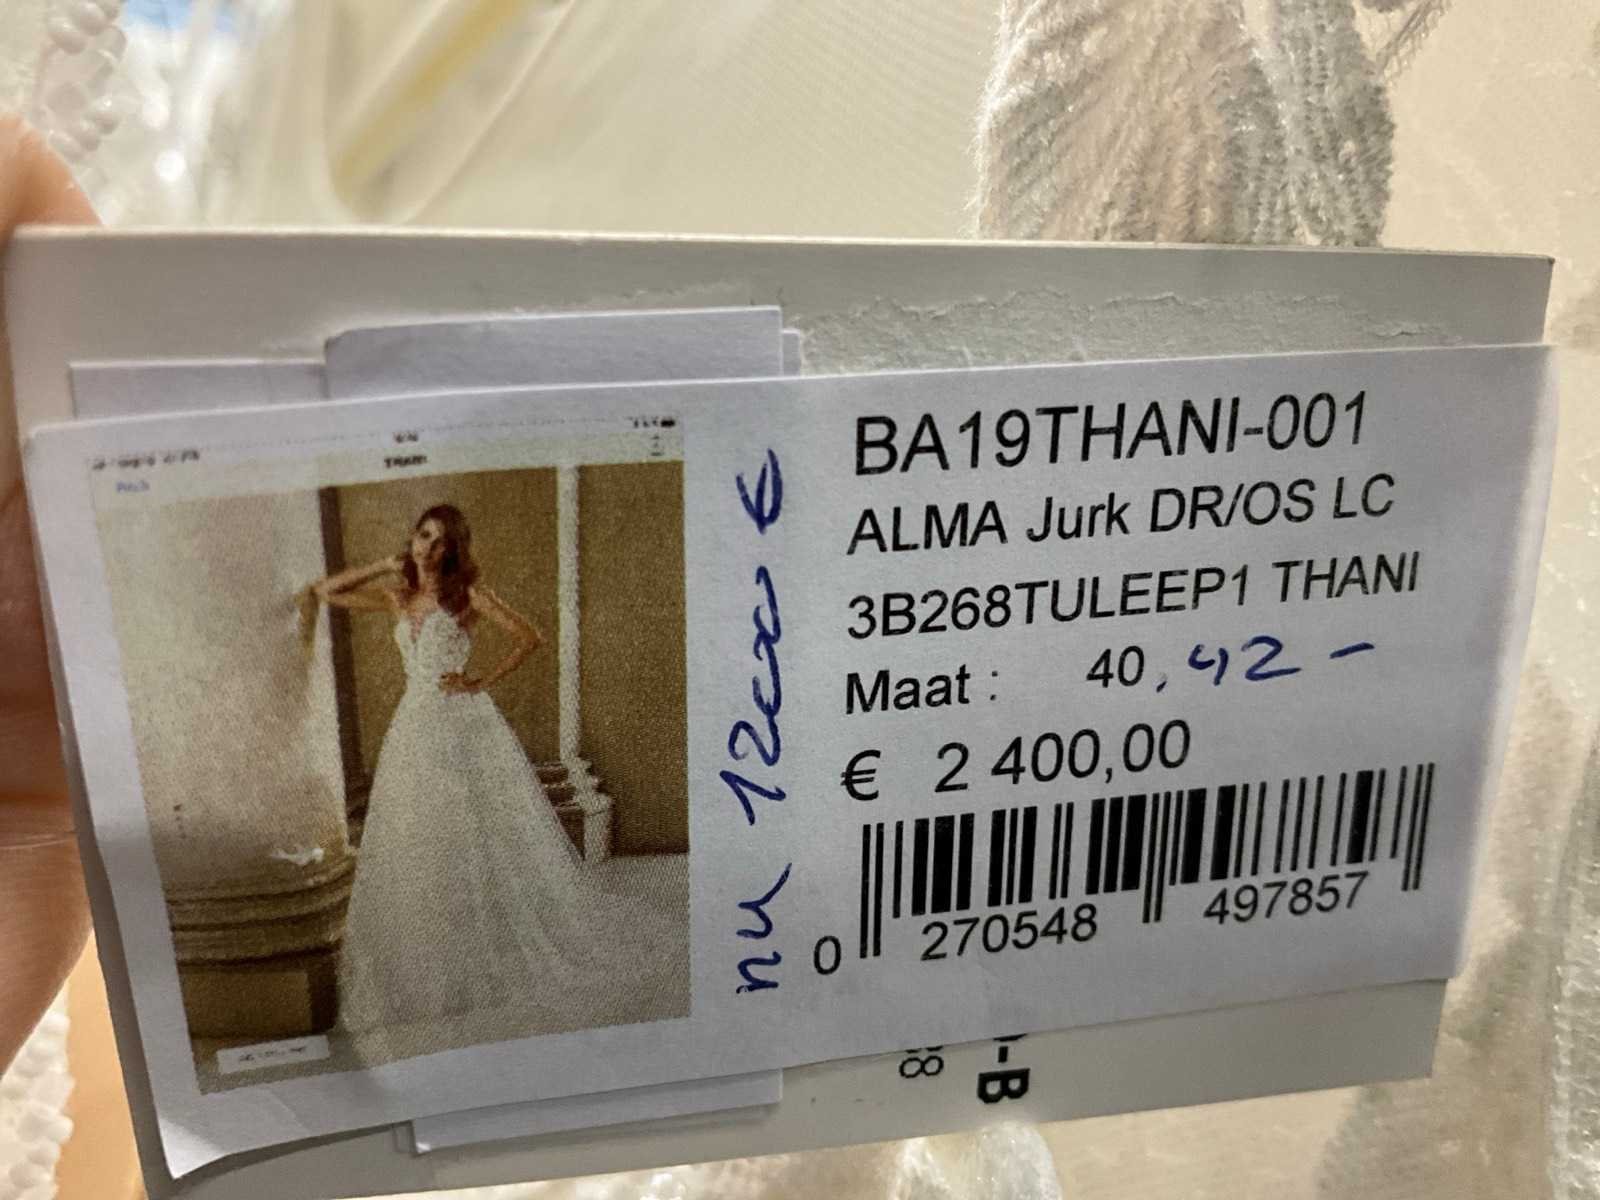 THANI
BA19THANI-001
ALMA Jurk DR/OS LC
3B268TULEEP1 THANI
Maat : 40, 42 -
€ 2 400,00
0 270548 497857
nu 1200 €
8
-B